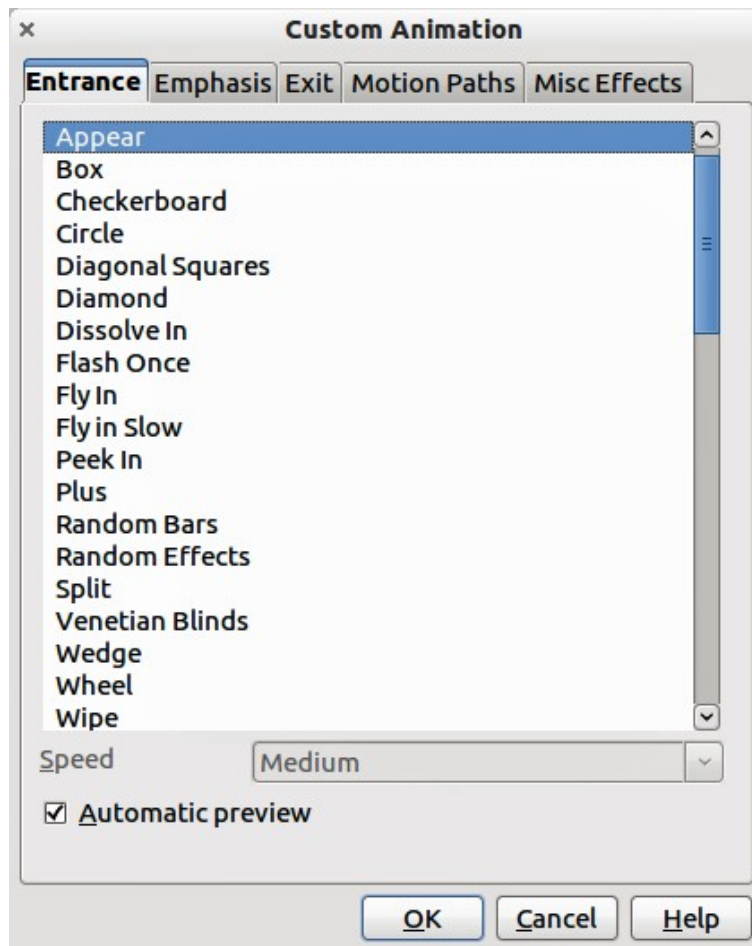 Custom Animation
Entrance Emphasis Exit Motion Paths Misc Effects
Appear
Box
Checkerboard
Circle
Diagonal Squares
Diamond
Dissolve In
Flash Once
Fly In
Fly in Slow
Peek In
Plus
Random Bars
Random Effects
Split
Venetian Blinds
Wedge
Wheel
Wipe
Speed Medium
Automatic preview
OK Cancel Help